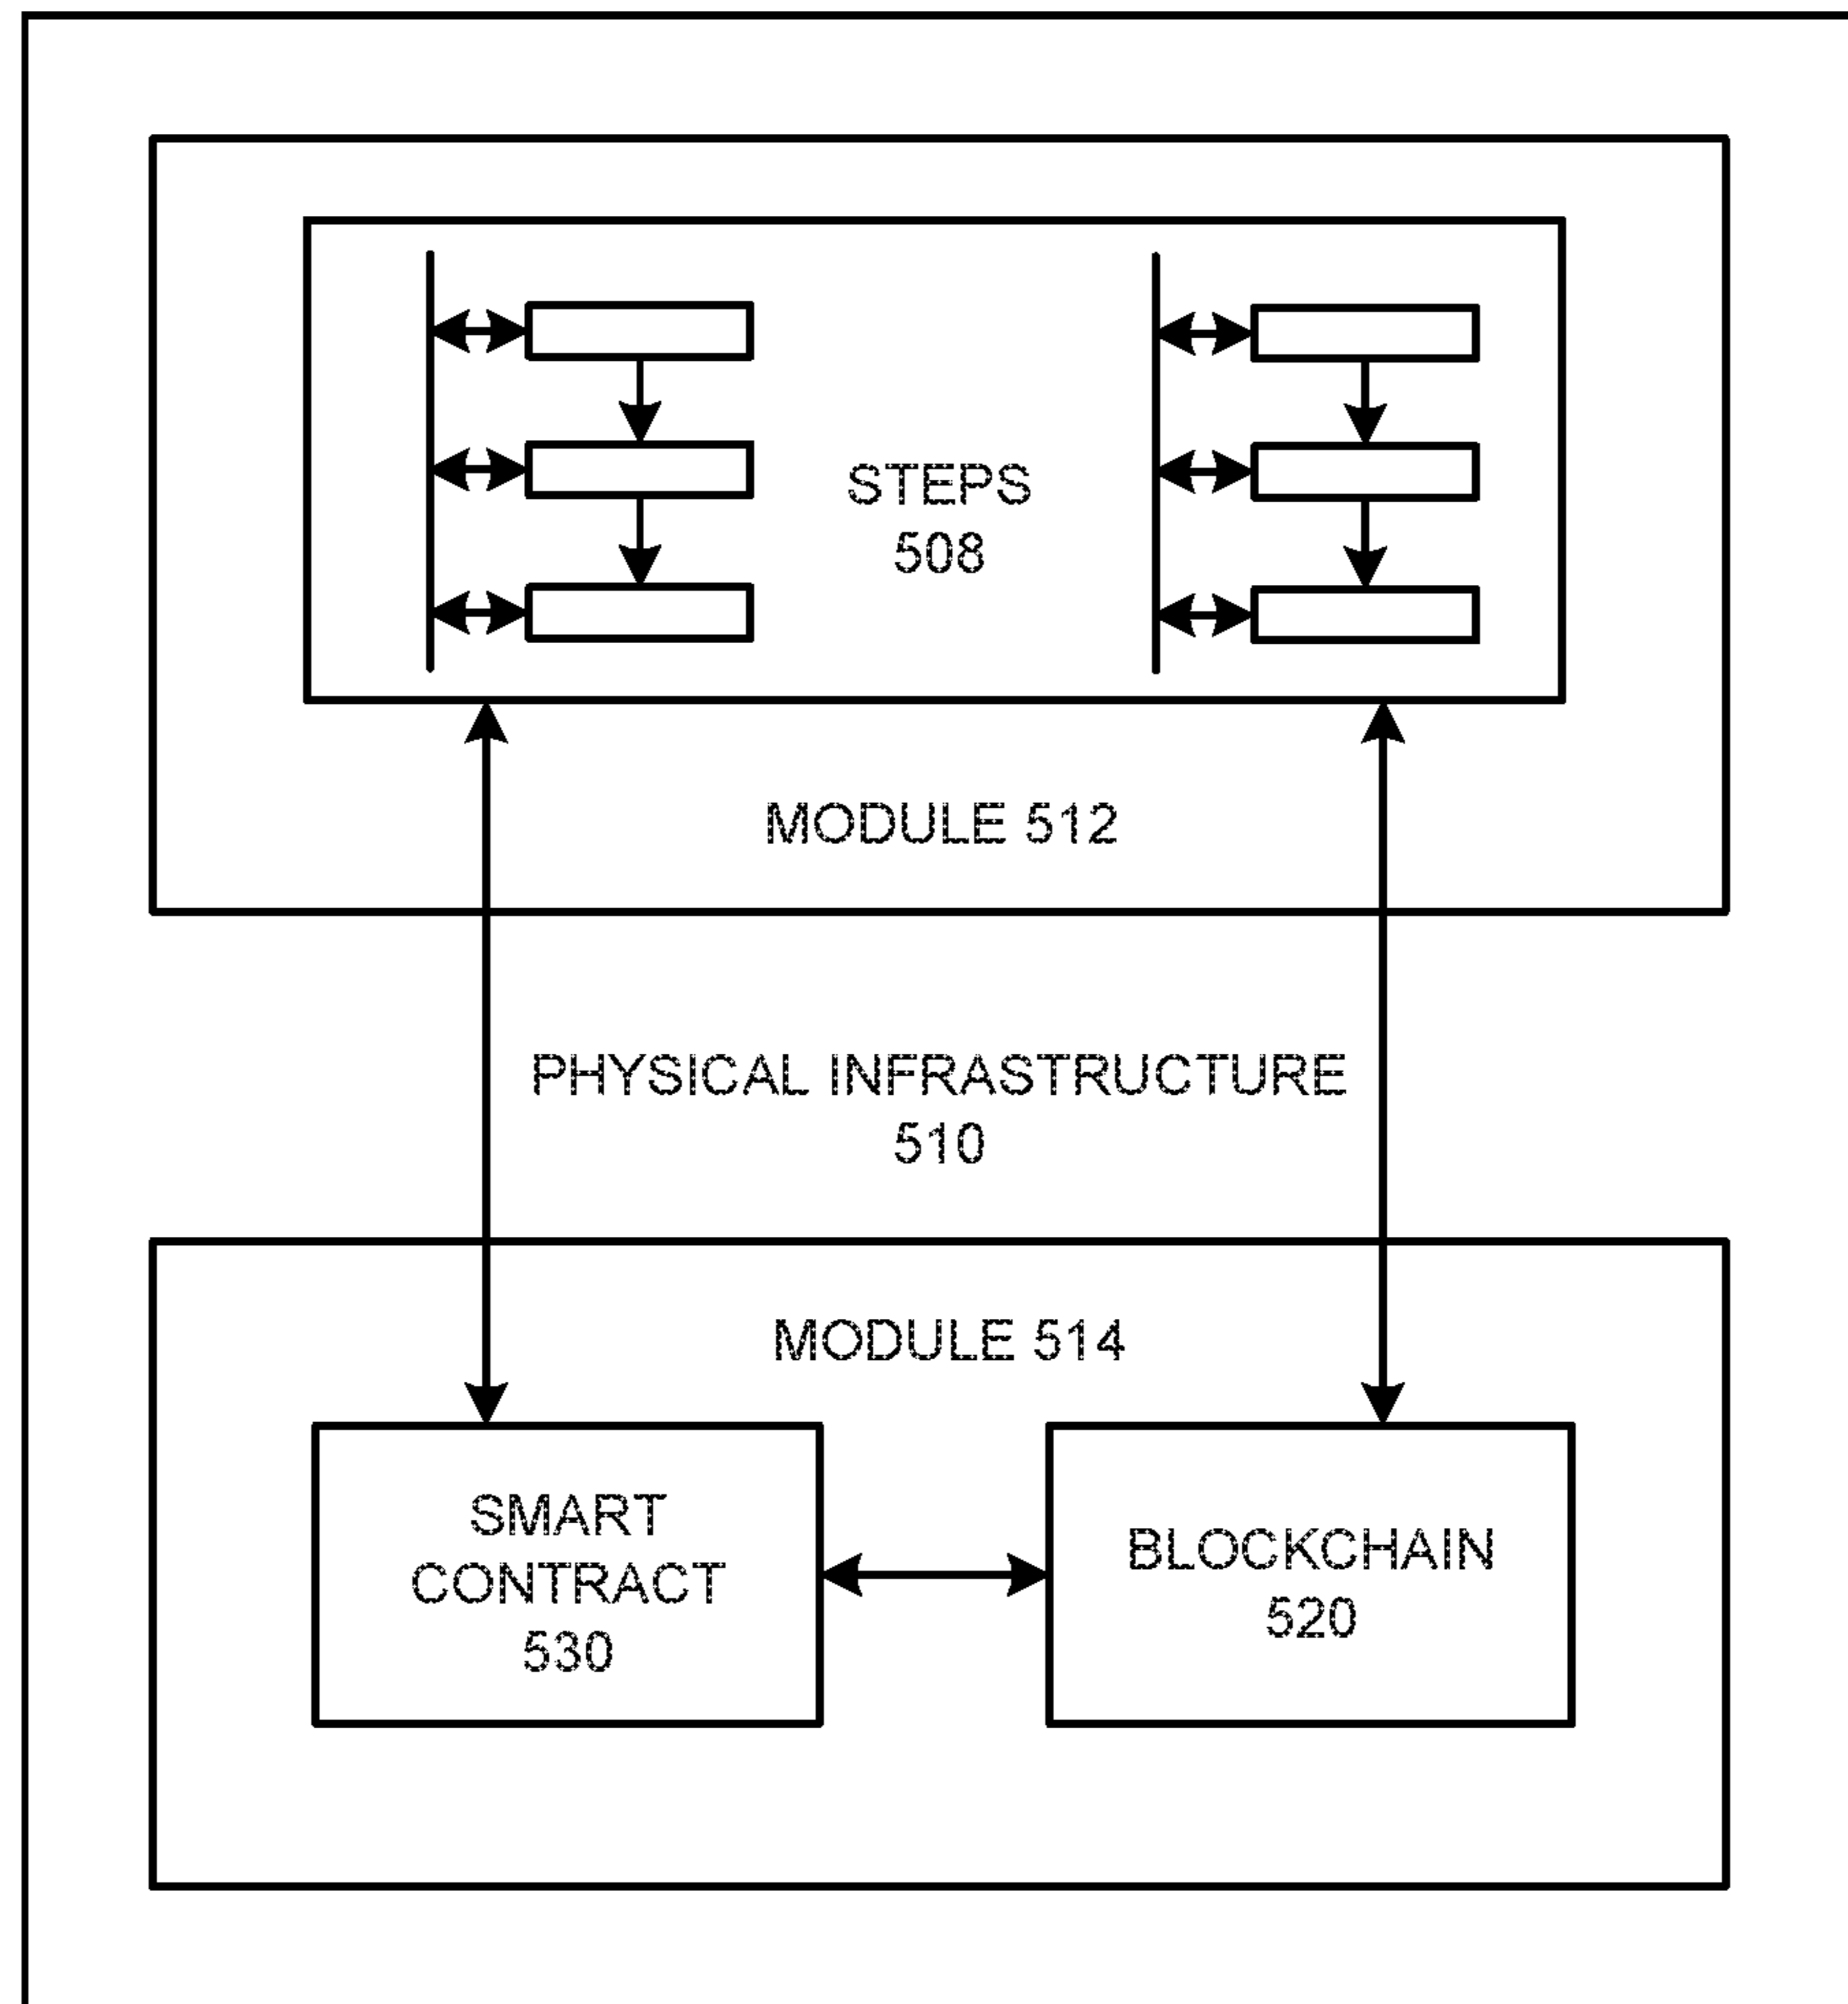 STEPS
508
MODULE 512
PHYSICAL INFRASTRUCTURE
510
MODULE 514
SMART
CONTRACT
530
BLOCKCHAIN
520